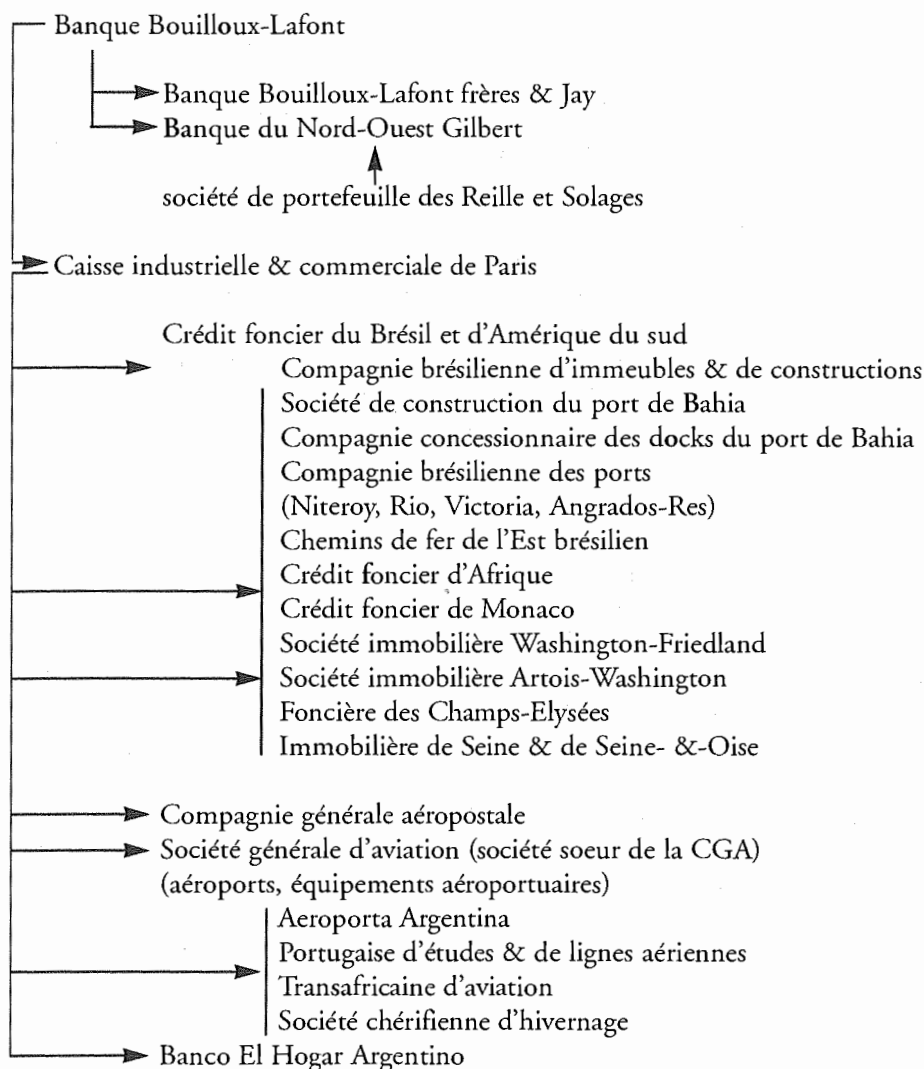 Banque Bouilloux-Lafont
Banque Bouilloux-Lafont frères & Jay
Banque du Nord-Ouest Gilbert
société de portefeuille des Reille et Solages
Caisse industrielle & commerciale de Paris
Crédit foncier du Brésil et d'Amérique du sud
Compagnie brésilienne d'immeubles & de constructions
Société de construction du port de Bahia
Compagnie concessionnaire des docks du port de Bahia
Compagnie brésilienne des ports
(Niteroy, Rio, Victoria, Angrados-Res)
Chemins de fer de l'Est brésilien
Crédit foncier d'Afrique
Crédit foncier de Monaco
Société immobilière Washington-Friedland
Société immobilière Artois-Washington
Foncière des Champs-Elysées
Immobilière de Seine & de Seine- &-Oise
Compagnie générale aéropostale
Société générale d'aviation (société soeur de la CGA)
(aéroports, équipements aéroportuaires)
Aeroporta Argentina
Portugaise d'études & de lignes aériennes
Transafricaine d'aviation
Société chérifienne d'hivernage
Banco El Hogar Argentino